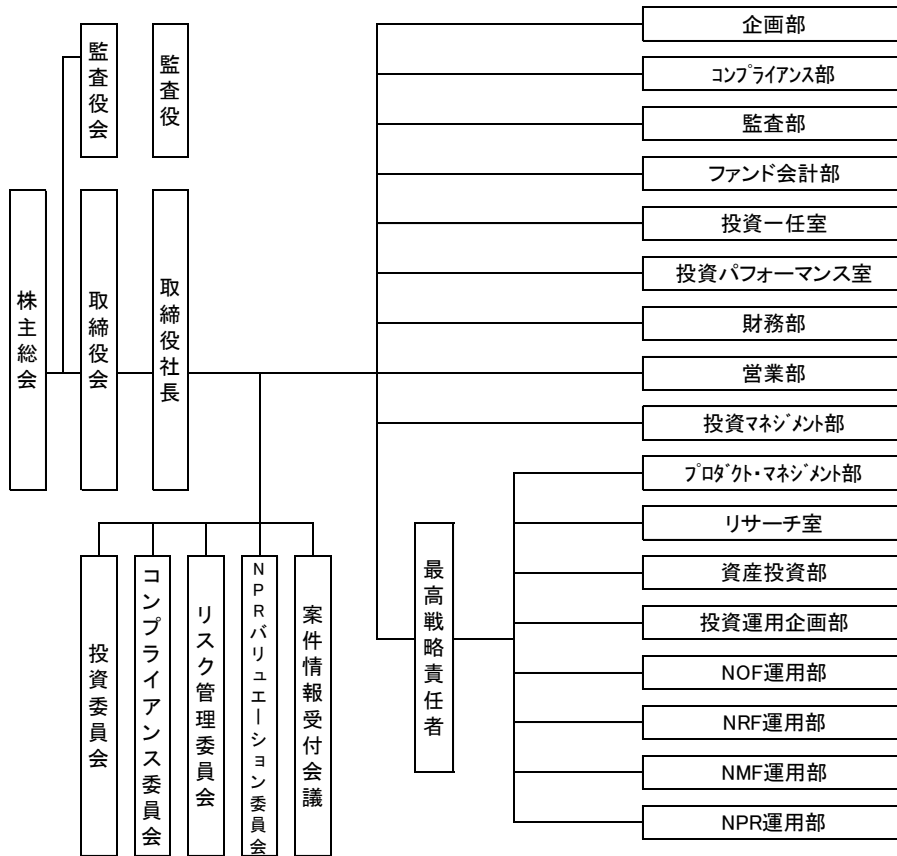 監査役会
監査役
株主総会
取締役会
取締役社長
投資委員会
コンプライアンス委員会
リスク管理委員会
NPRバリュエーション委員会
案件情報受付会議
最高戦略責任者
企画部
コンプライアンス部
監査部
ファンド会計部
投資一任室
投資パフォーマンス室
財務部
営業部
投資マネジメント部
プロダクト・マネジメント部
リサーチ室
資産投資部
投資運用企画部
NOF運用部
NRF運用部
NMF運用部
NPR運用部